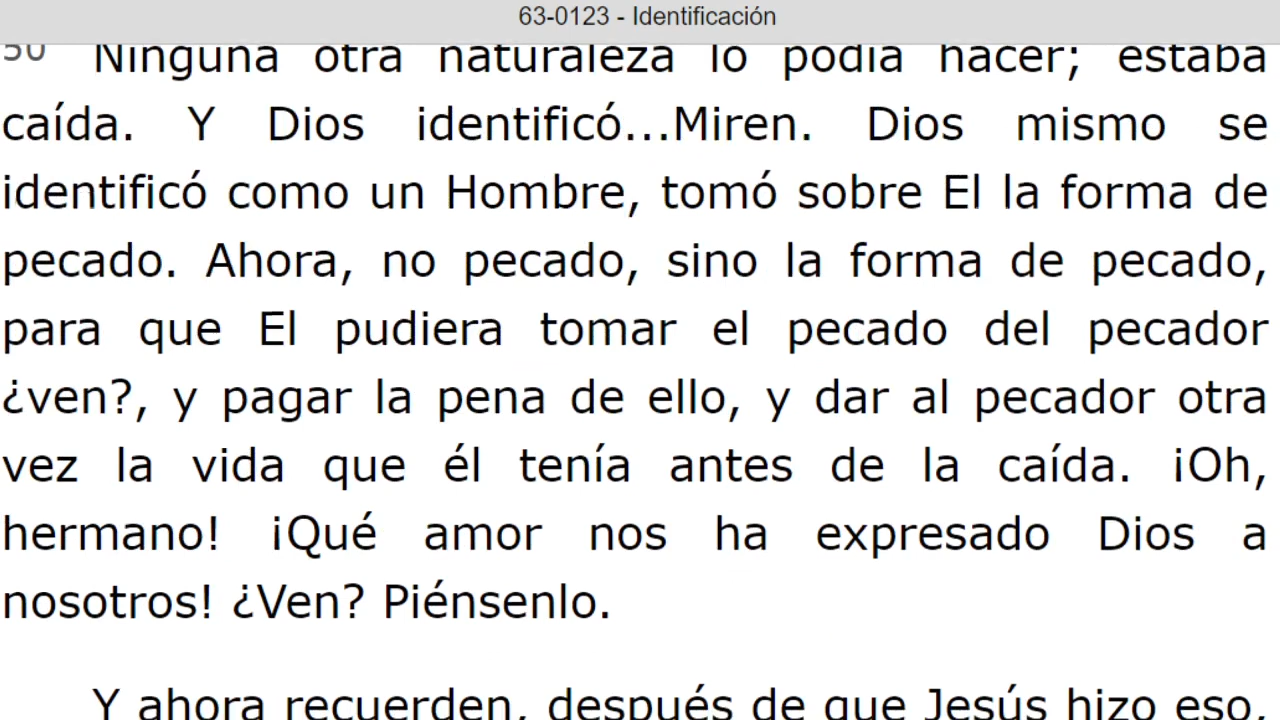 63-0123 - Identificación
50 Ninguna otra naturaleza lo podía hacer; estaba
caída. Y Dios identificó...Miren. Dios mismo se
identificó como un Hombre, tomó sobre El la forma de
pecado. Ahora, no pecado, sino la forma de pecado,
para que El pudiera tomar el pecado del pecador
¿ven?, y pagar la pena de ello, y dar al pecador otra
vez la vida que él tenía antes de la caída. ¡Oh,
hermano! ¡Qué amor nos ha expresado Dios a
nosotros! ¿Ven? Piénsenlo.
Y ahora recuerden, después de que Jesús hizo eso,